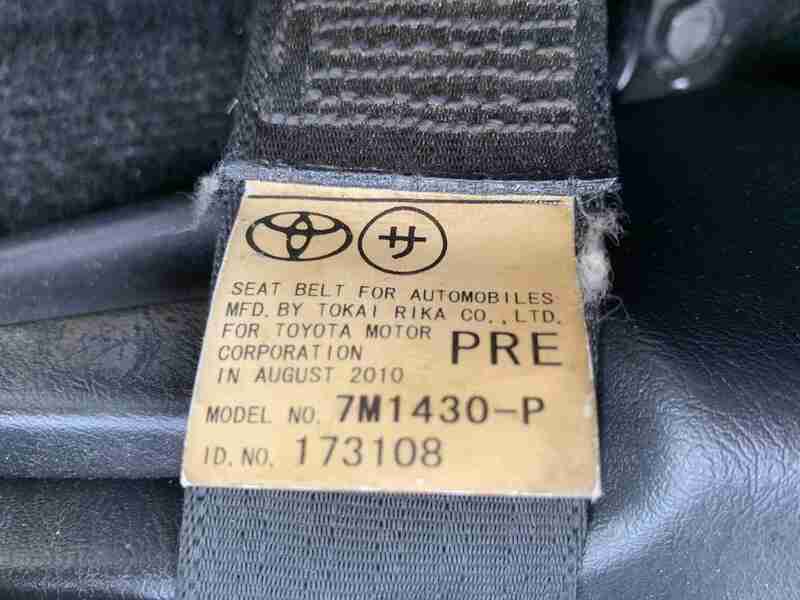 サ
SEAT BELT FOR AUTOMOBILES
MFD. BY TOKAI RIKA CO., LTD.
FOR TOYOTA MOTOR
CORPORATION PRE
IN AUGUST 2010
MODEL NO. 7M1430-P
ID. NO. 173108